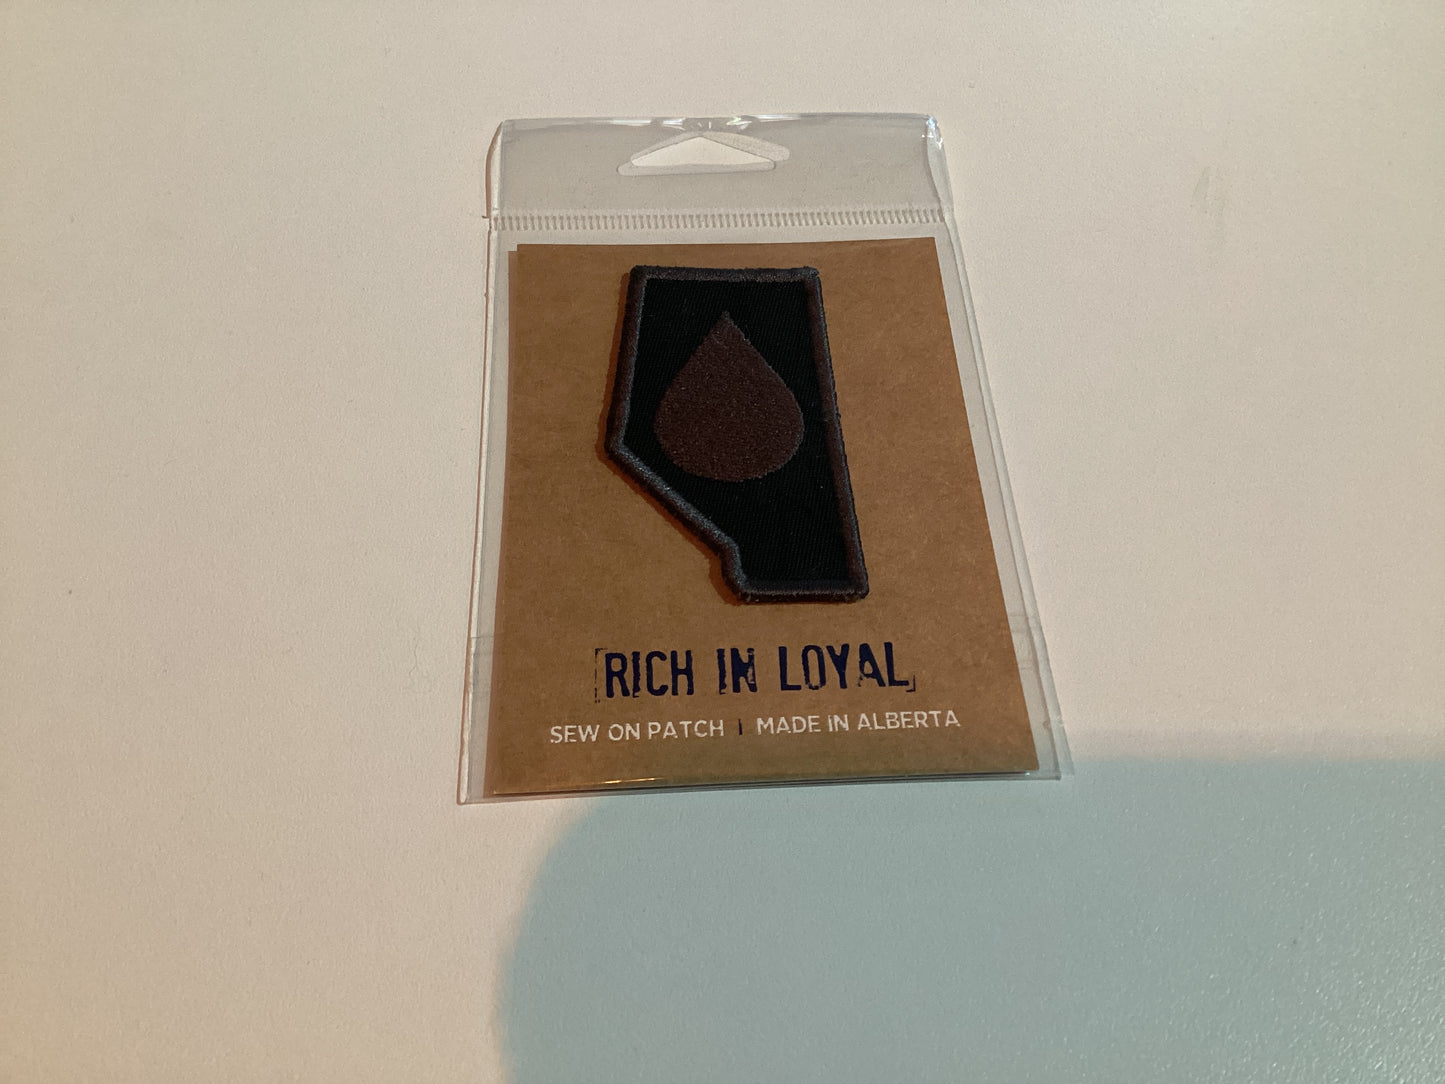 [RICH IN LOYAL]
SEW ON PATCH | MADE IN ALBERTA